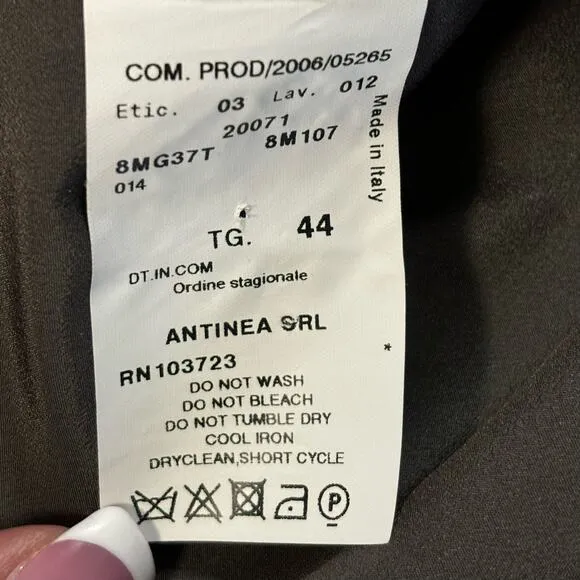 COM. PROD/2006/05265
Etic. 03 Lav. 012
20071
8MG37T 8M107
014
Made in Italy
TG. 44
DT.IN.COM
Ordine stagionale
ANTINEA SRL
*
RN103723
DO NOT WASH
DO NOT BLEACH
DO NOT TUMBLE DRY
COOL IRON
DRYCLEAN,SHORT CYCLE
P